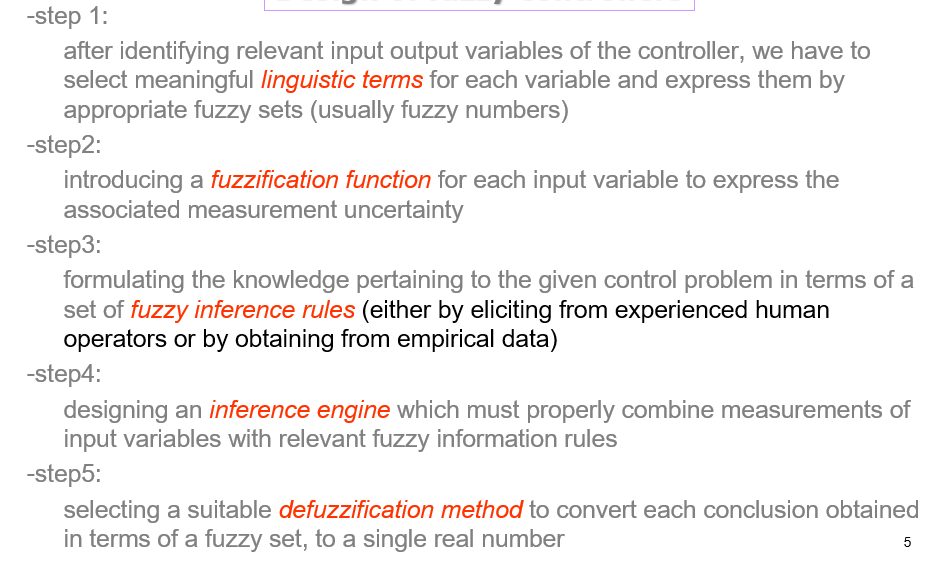 -step 1:
after identifying relevant input output variables of the controller, we have to
select meaningful linguistic terms for each variable and express them by
appropriate fuzzy sets (usually fuzzy numbers)
-step2:
introducing a fuzzification function for each input variable to express the
associated measurement uncertainty
-step3:
formulating the knowledge pertaining to the given control problem in terms of a
set of fuzzy inference rules (either by eliciting from experienced human
operators or by obtaining from empirical data)
-step4:
designing an inference engine which must properly combine measurements of
input variables with relevant fuzzy information rules
-step5:
selecting a suitable defuzzification method to convert each conclusion obtained
in terms of a fuzzy set, to a single real number
5